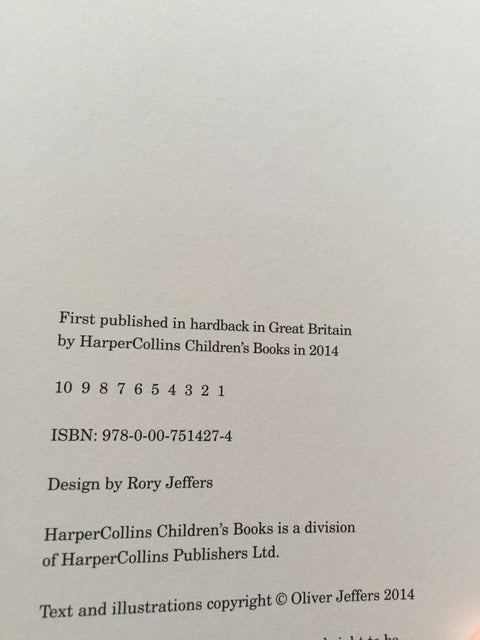 First published in hardback in Great Britain
by HarperCollins Children's Books in 2014
10 9 8 7 6 5 4 3 2 1
ISBN: 978-0-00-751427-4
Design by Rory Jeffers
HarperCollins Children's Books is a division
of HarperCollins Publishers Ltd.
Text and illustrations copyright © Oliver Jeffers 2014